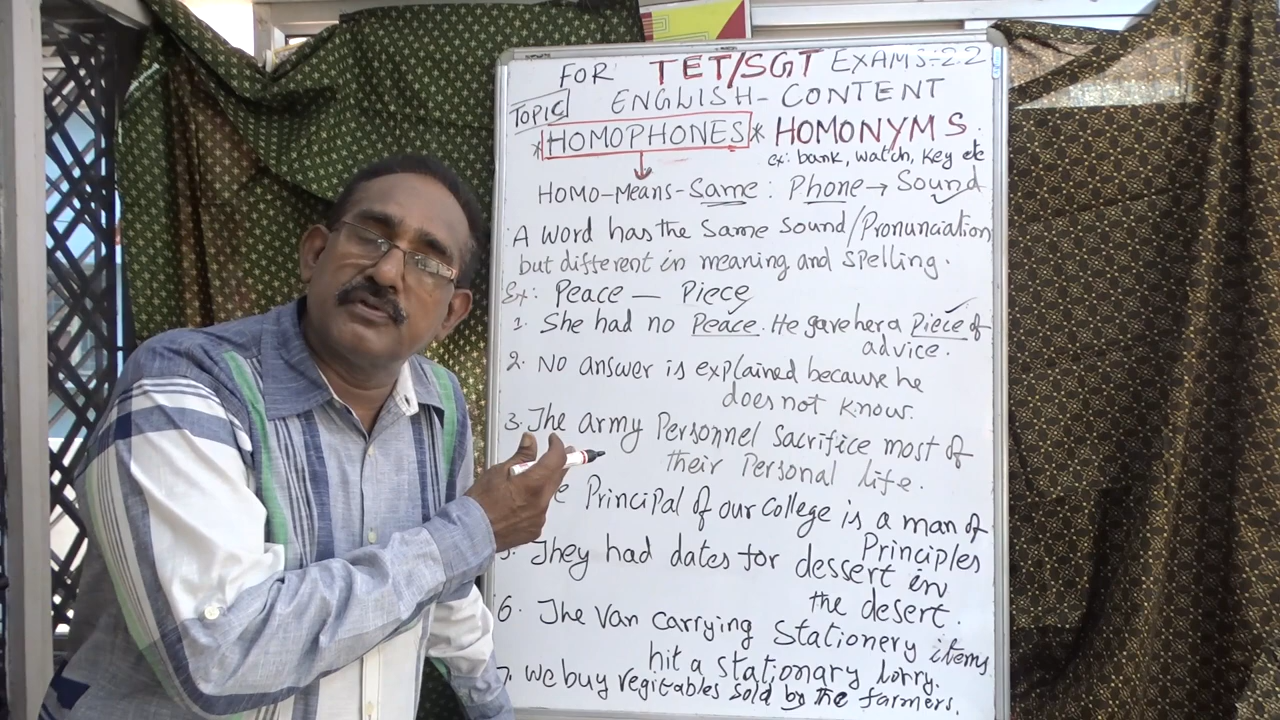 FOR TET/SGT EXAMS-22
TOPIC ENGLISH - CONTENT
* HOMOPHONES * HOMONYMS.
ex: bank, watch, Key etc
HOMO-Means-Same: Phone → Sound
A word has the Same Sound/Pronunciation
but different in meaning and spelling.
Ex: Peace — Piece
1. She had no Peace. He gave her a Piece of
advice.
2. No answer is explained because he
does not know.
3. The army Personnel Sacrifice most of
their Personal life.
Principal of our College is a man of
Principles
5. They had dates for dessert in
the desert.
6. The Van carrying Stationery items
hit a stationary lorry.
7. we buy vegitables sold by the farmers.